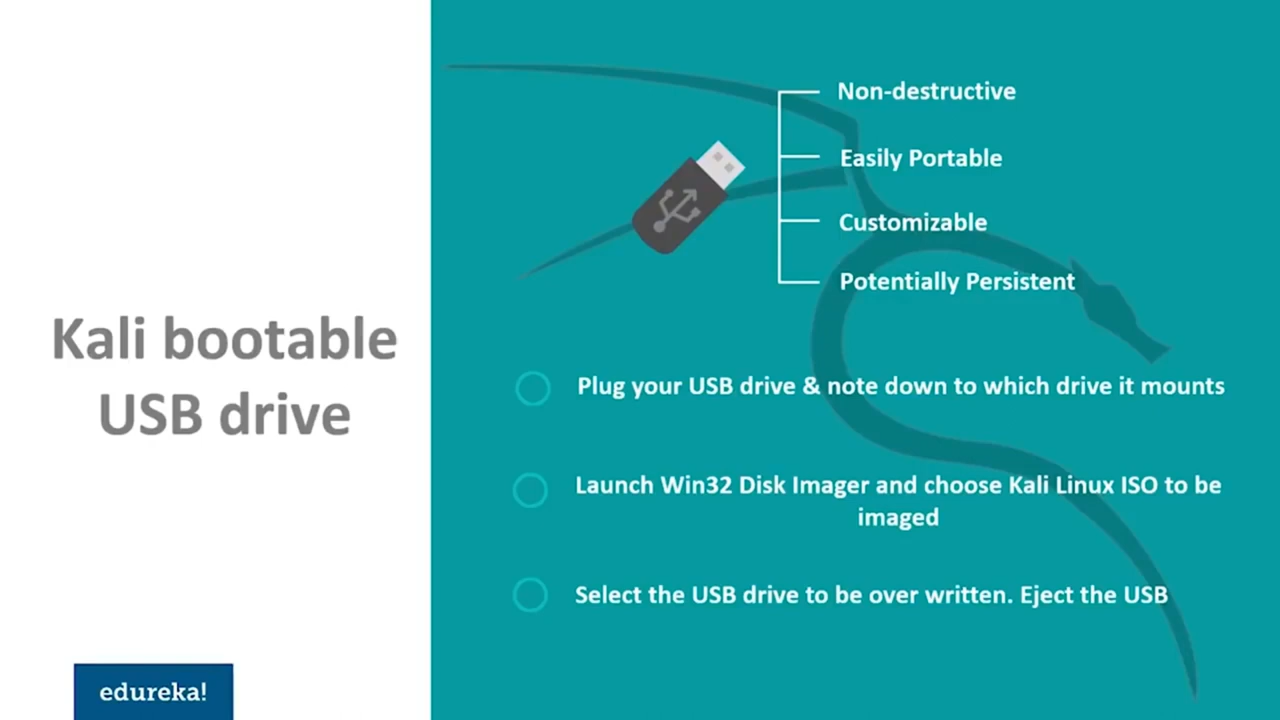 Kali bootable
USB drive
Non-destructive
Easily Portable
Customizable
Potentially Persistent
Plug your USB drive & note down to which drive it mounts
Launch Win32 Disk Imager and choose Kali Linux ISO to be
imaged
Select the USB drive to be over written. Eject the USB
edureka!